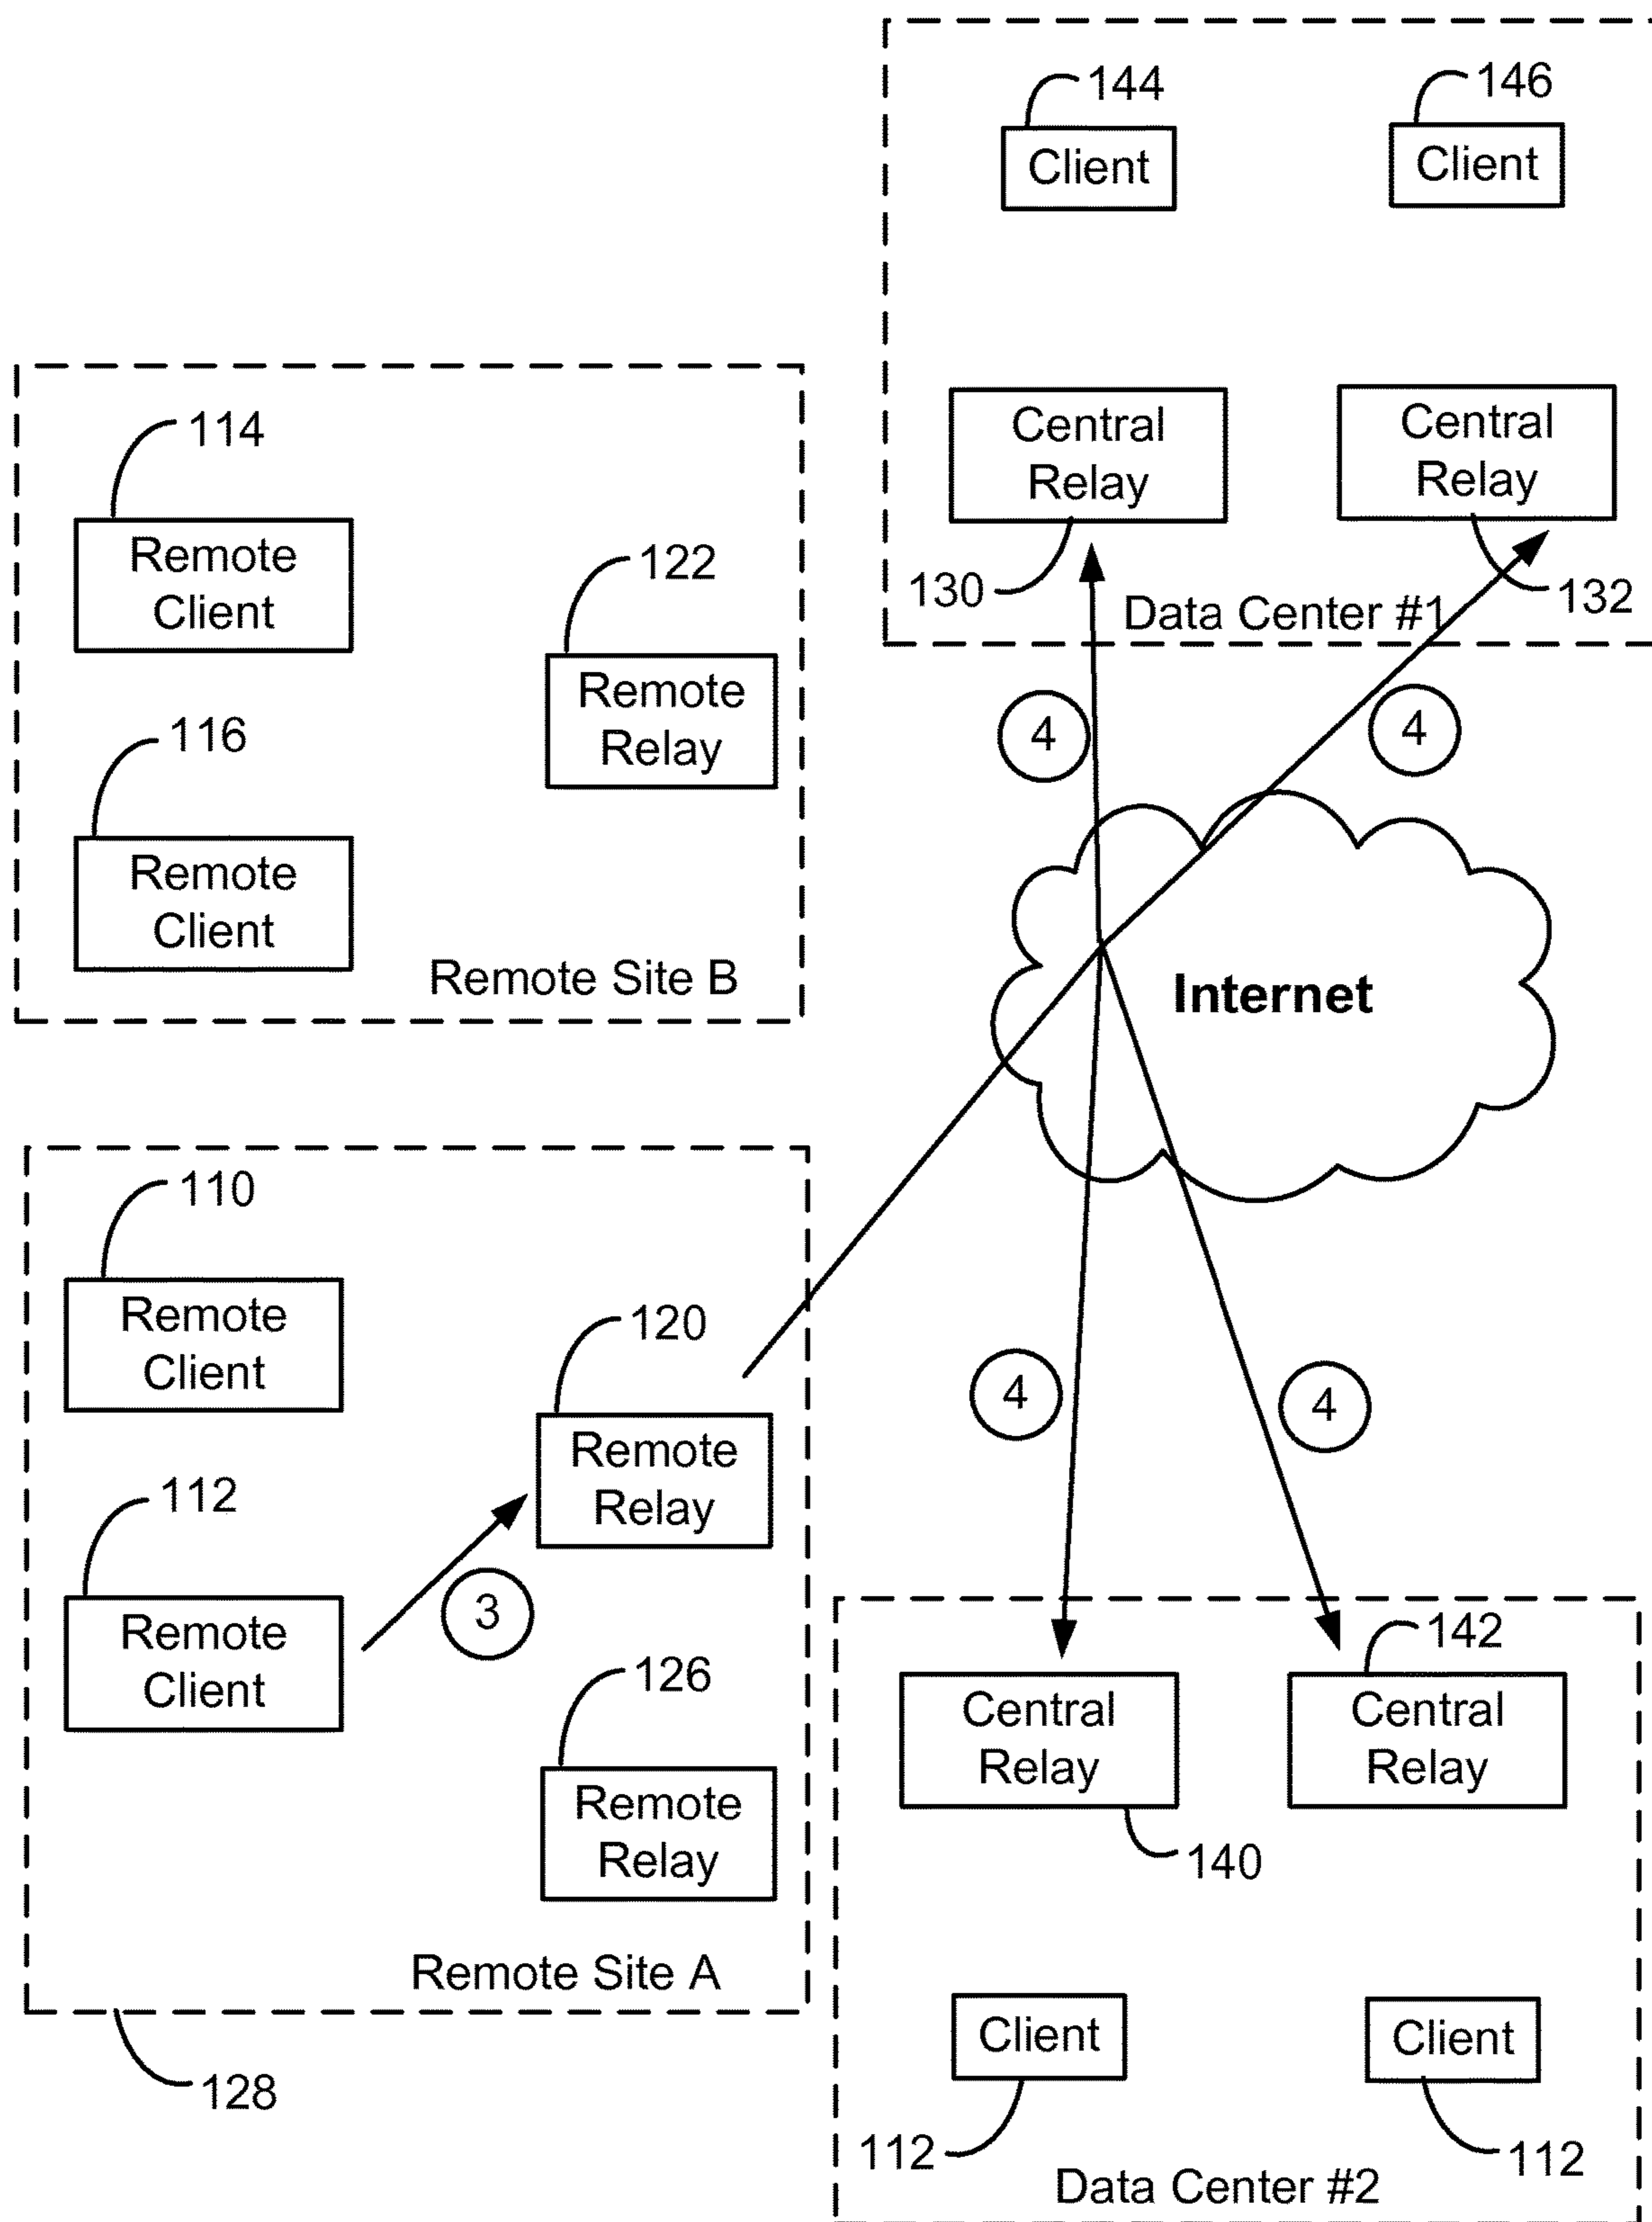 144
146
Client
Client
Central
Relay
Central
Relay
130
132
Data Center #1
114
Remote
Client
122
Remote
Relay
116
Remote
Client
Remote Site B
4
4
Internet
110
Remote
Client
120
Remote
Relay
112
Remote
Client
3
126
Remote
Relay
Remote Site A
128
4
4
142
Central
Relay
Central
Relay
140
Client
Client
112
112
Data Center #2